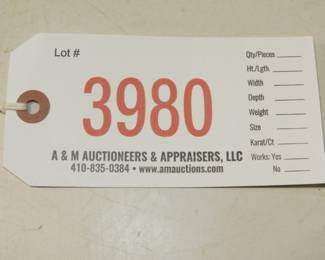 Lot #
3980
A & M AUCTIONEERS & APPRAISERS, LLC
410-835-0384 • www.amauctions.com
Qty/Pieces
Ht./Lgth.
Width
Depth
Weight
Size
Karat/Ct
Works: Yes
No